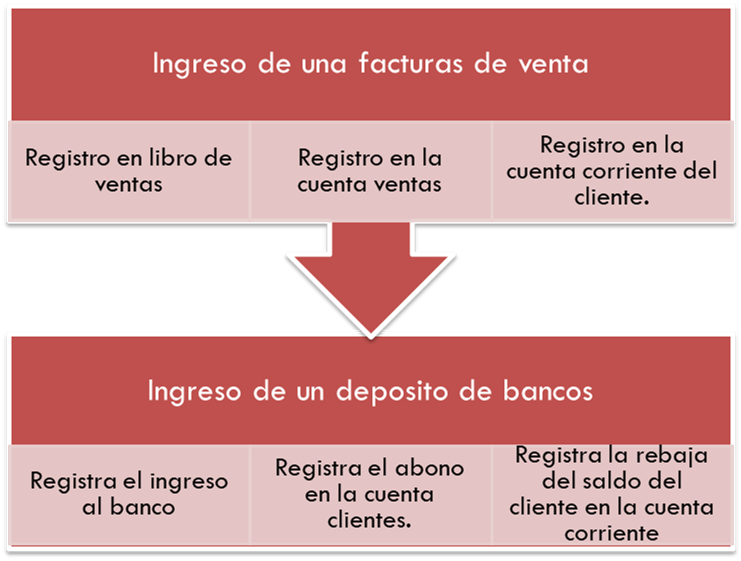 Ingreso de una facturas de venta
Registro en libro de
ventas
Registro en la
cuenta ventas
Registro en la
cuenta corriente del
cliente.
Ingreso de un deposito de bancos
Registra el ingreso
al banco
Registra el abono
en la cuenta
clientes.
Registra la rebaja
del saldo del
cliente en la cuenta
corriente